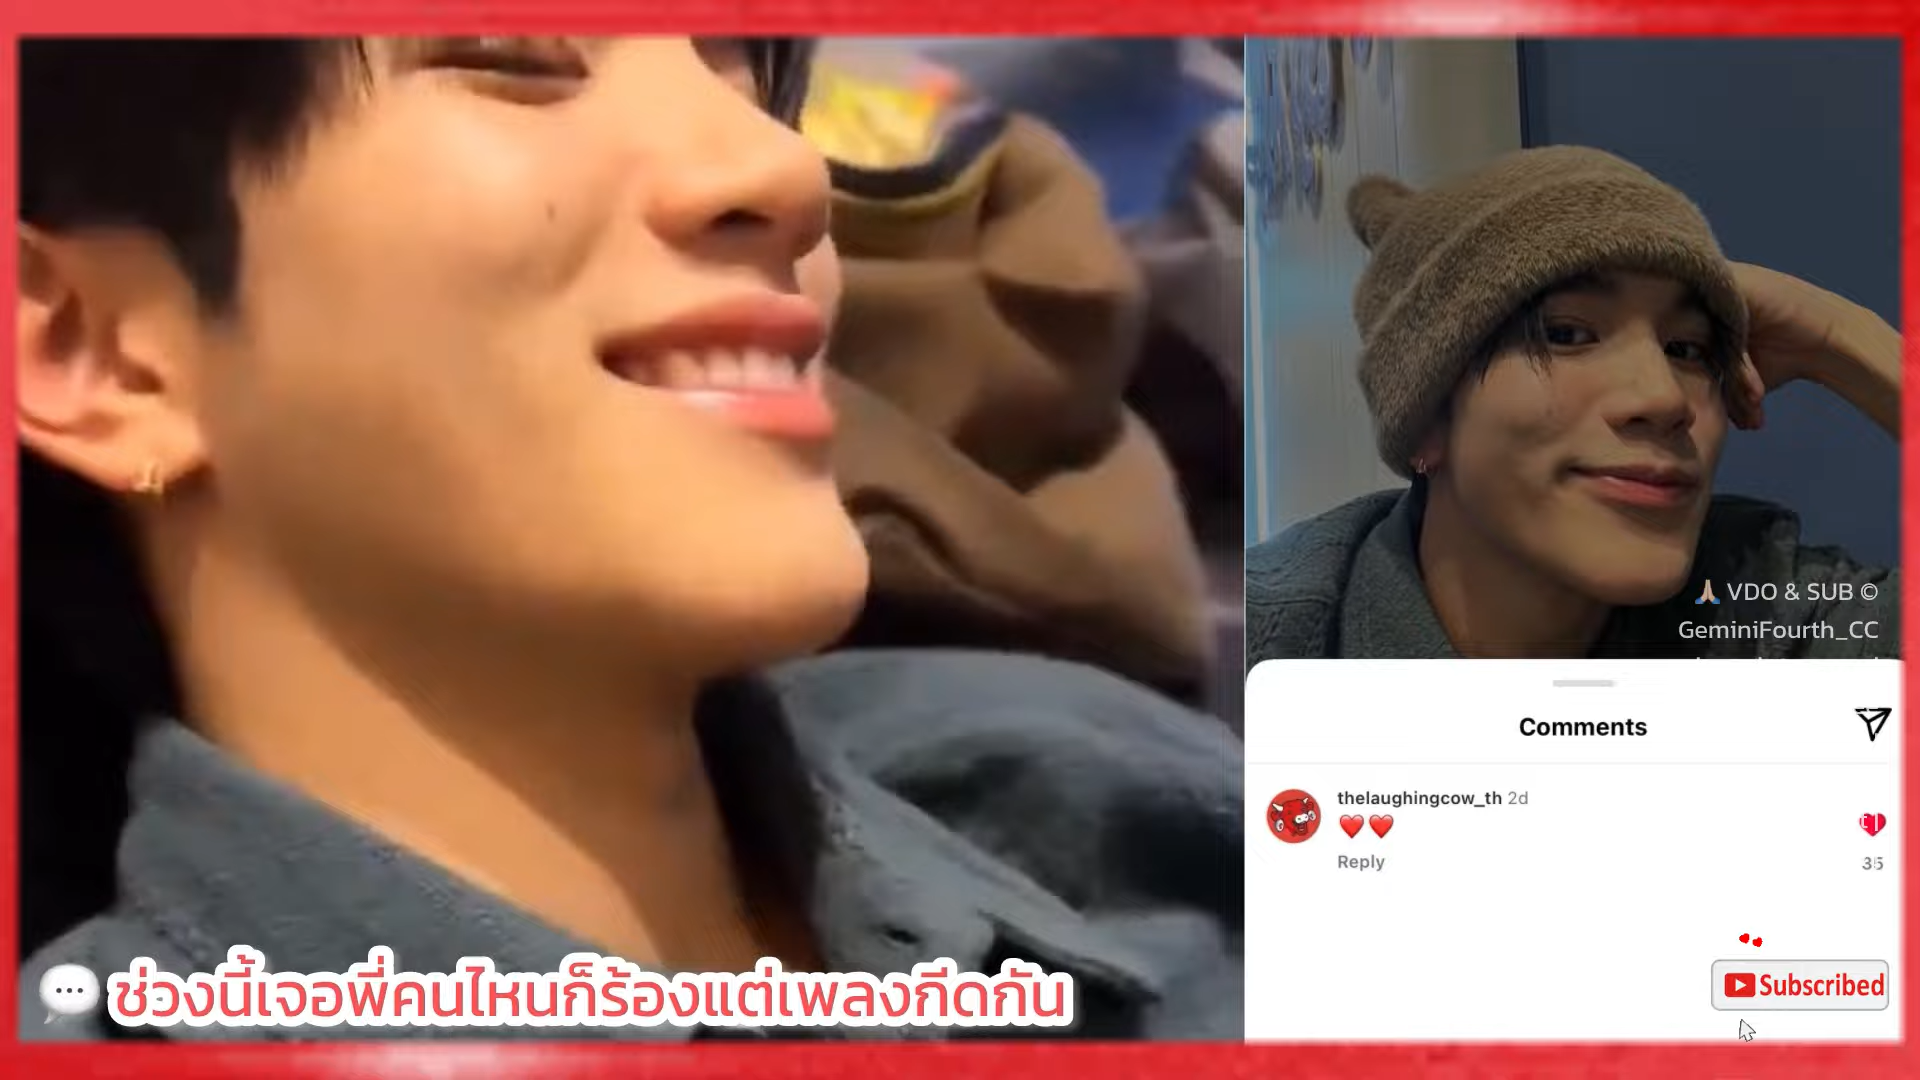 🙏🏻 VDO & SUB ©
GeminiFourth_CC
Comments
thelaughingcow_th 2d
❤️❤️
Reply
35
Subscribed
💬 ช่วงนี้เจอพี่คนไหนก็ร้องแต่เพลงกีดกัน